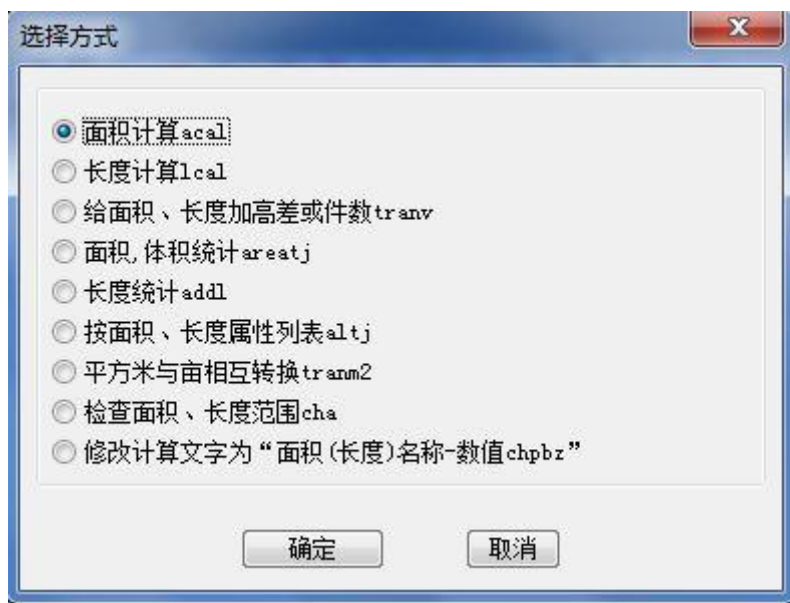 选择方式
面积计算acal
长度计算lcal
给面积、长度加高差或件数tranv
面积,体积统计areatj
长度统计addl
按面积、长度属性列表altj
平方米与亩相互转换tranm2
检查面积、长度范围cha
修改计算文字为“面积(长度)名称-数值chpbz”
确定 取消